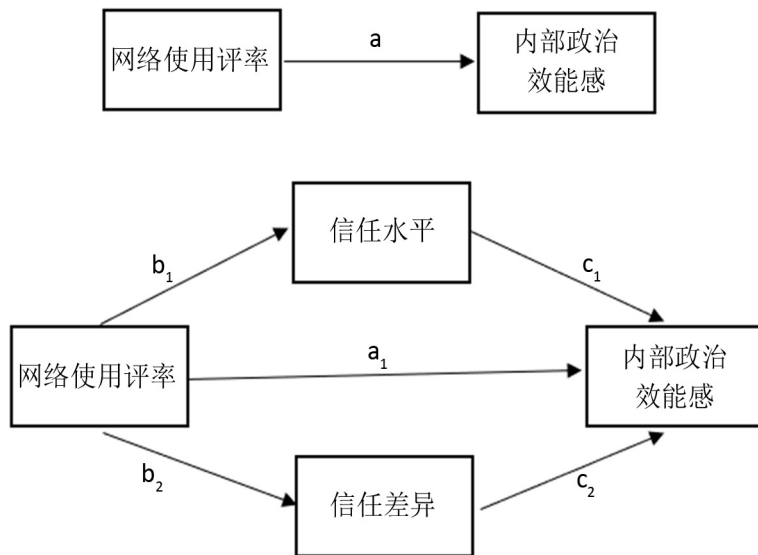 网络使用评率
a
内部政治
效能感
信任水平
b₁
c₁
网络使用评率
a₁
内部政治
效能感
b₂
c₂
信任差异